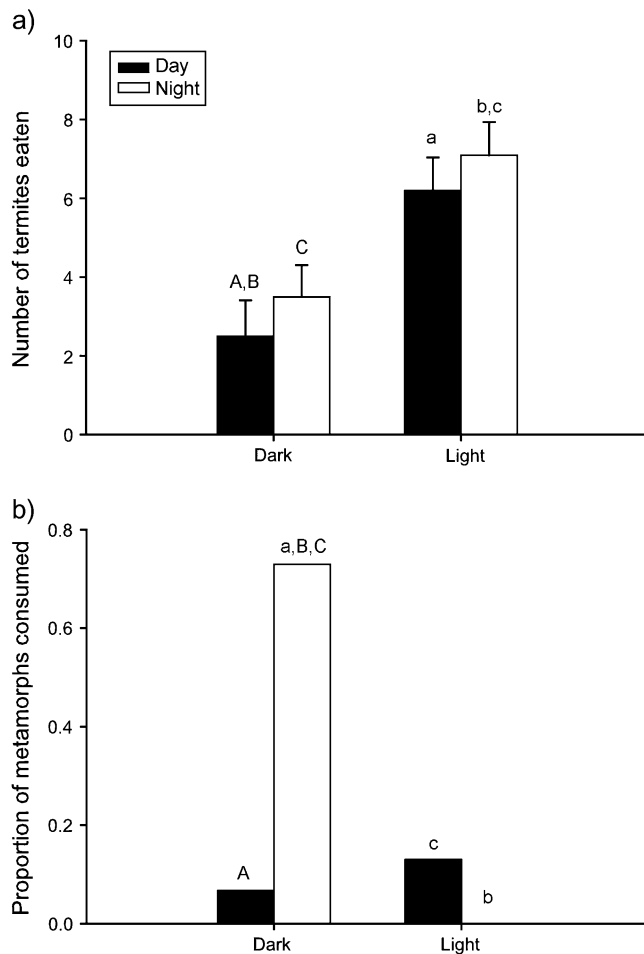 a)
10
8
6
4
2
0
Number of termites eaten
Day
Night
A,B
C
a
b,c
Dark
Light
b)
0.8
0.6
0.4
0.2
0.0
Proportion of metamorphs consumed
A
a,B,C
c
b
Dark
Light